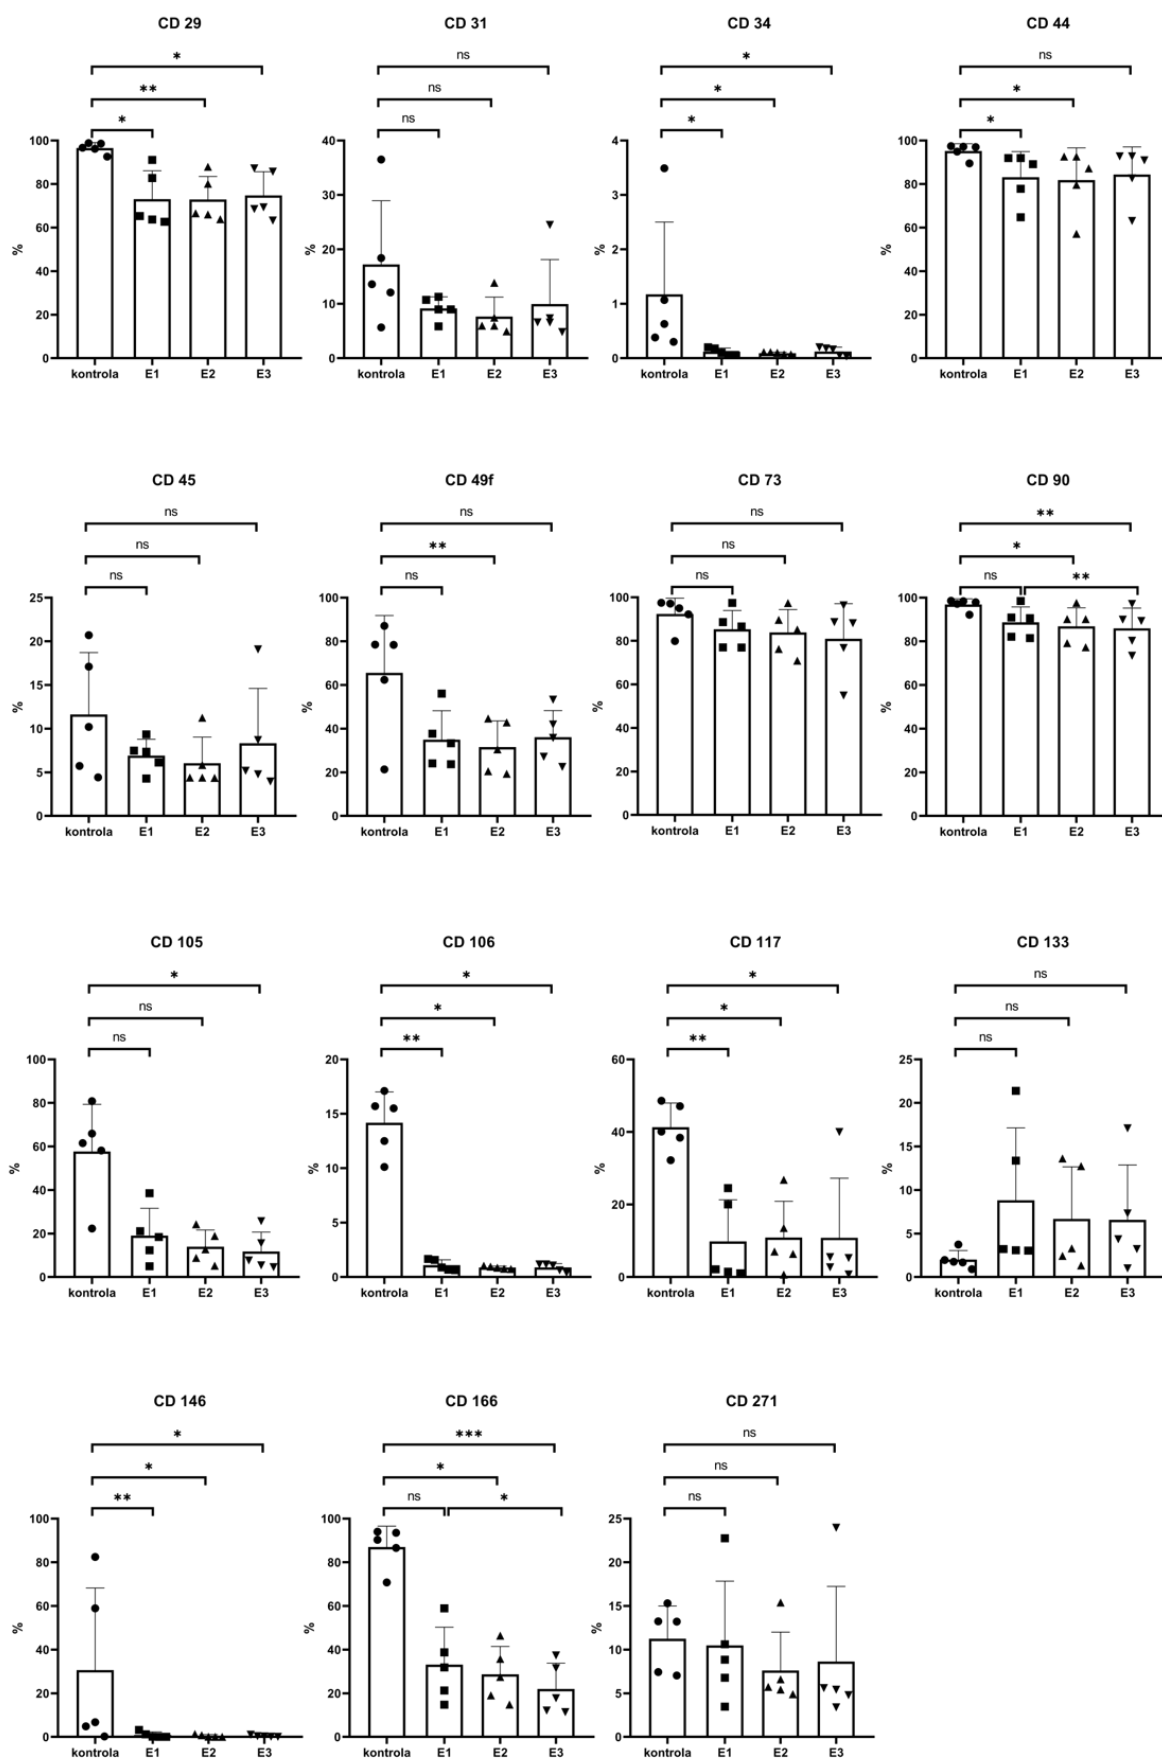 CD 29 CD 31 CD 34 CD 44
* ns * ns
** ns * *
* ns * *
100 40 4 100
80 30 3 80
60 60
% 20 % 2 % %
40 40
20 10 1 20
0 0 0 0
kontrola E1 E2 E3 kontrola E1 E2 E3 kontrola E1 E2 E3 kontrola E1 E2 E3
CD 45 CD 49f CD 73 CD 90
ns ns ns **
ns ** ns *
ns ns ns ns **
25 100 100 100
20 80 80 80
15 60 60 60
% % % %
10 40 40 40
5 20 20 20
0 0 0 0
kontrola E1 E2 E3 kontrola E1 E2 E3 kontrola E1 E2 E3 kontrola E1 E2 E3
CD 105 CD 106 CD 117 CD 133
* * * ns
ns * * ns
ns ** ** ns
100 20 60 25
80 20
60 15 40 15
% % 10 % %
40 10
20 5 20 5
0 0 0 0
kontrola E1 E2 E3 kontrola E1 E2 E3 kontrola E1 E2 E3 kontrola E1 E2 E3
CD 146 CD 166 CD 271
* *** ns
* * ns
** ns * ns
100 100 25
80 80 20
60 60 15
% % %
40 40 10
20 20 5
0 0 0
kontrola E1 E2 E3 kontrola E1 E2 E3 kontrola E1 E2 E3